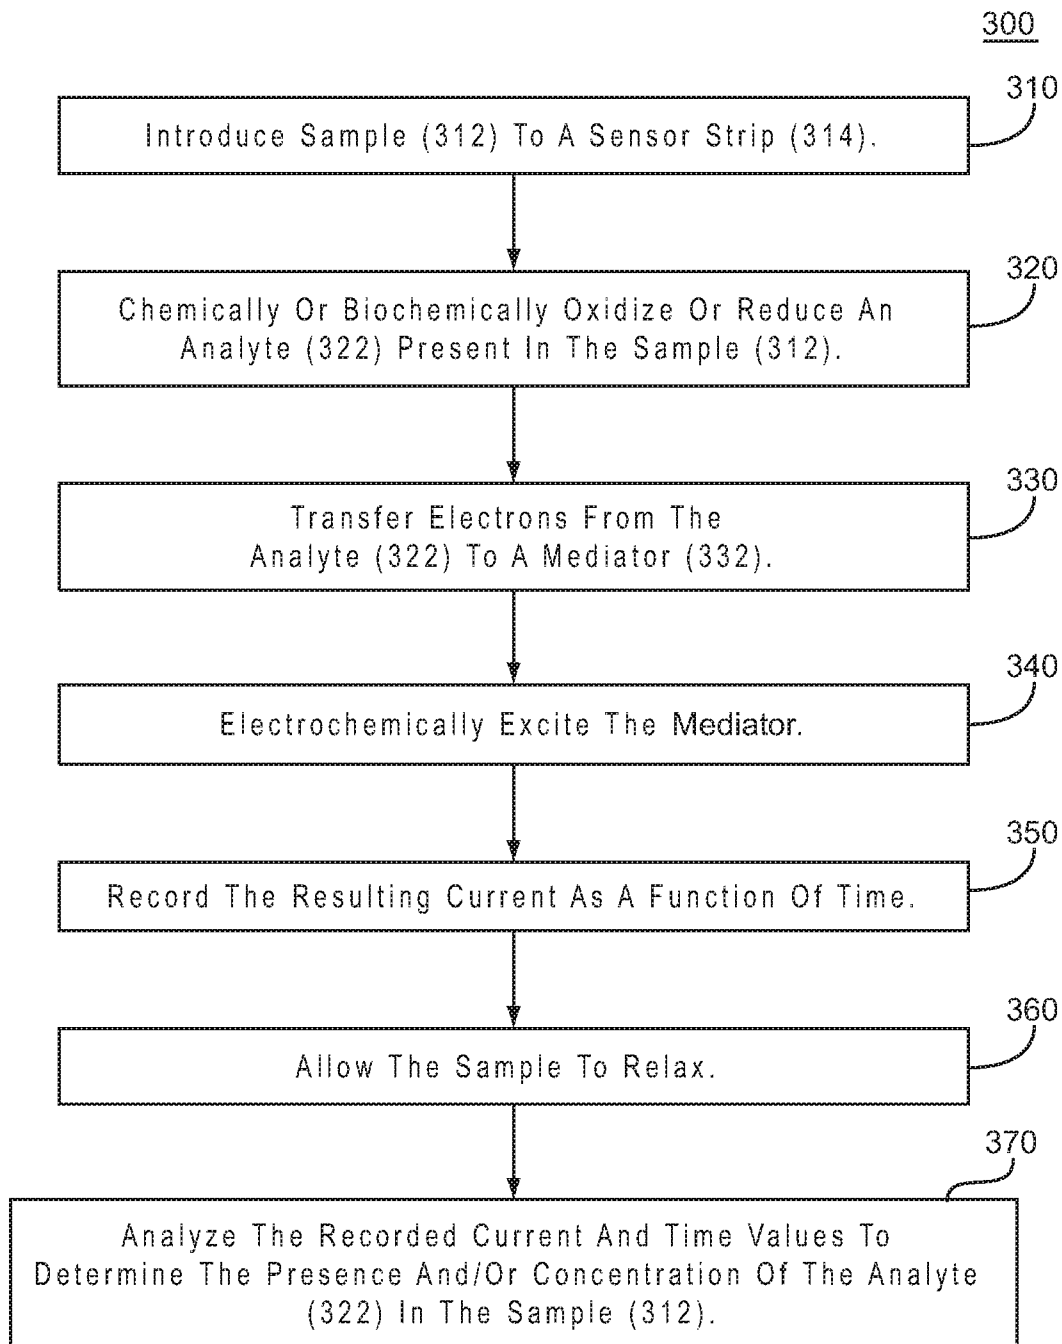 300
310
Introduce Sample (312) To A Sensor Strip (314).
320
Chemically Or Biochemically Oxidize Or Reduce An
Analyte (322) Present In The Sample (312).
330
Transfer Electrons From The
Analyte (322) To A Mediator (332).
340
Electrochemically Excite The Mediator.
350
Record The Resulting Current As A Function Of Time.
360
Allow The Sample To Relax.
370
Analyze The Recorded Current And Time Values To
Determine The Presence And/Or Concentration Of The Analyte
(322) In The Sample (312).